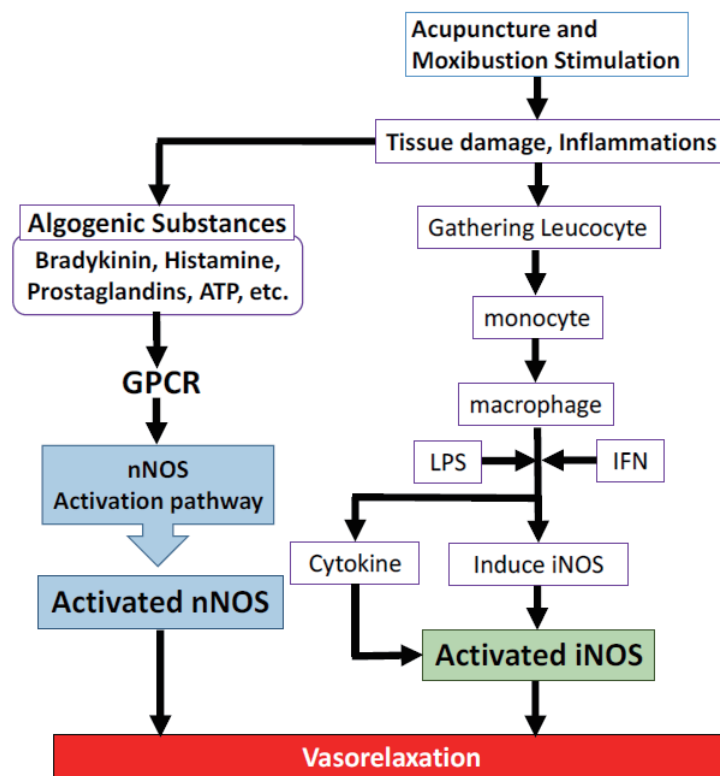 Acupuncture and
Moxibustion Stimulation
Tissue damage, Inflammations
Algogenic Substances
Bradykinin, Histamine,
Prostaglandins, ATP, etc.
GPCR
nNOS
Activation pathway
Activated nNOS
Gathering Leucocyte
monocyte
macrophage
LPS
IFN
Cytokine
Induce iNOS
Activated iNOS
Vasorelaxation